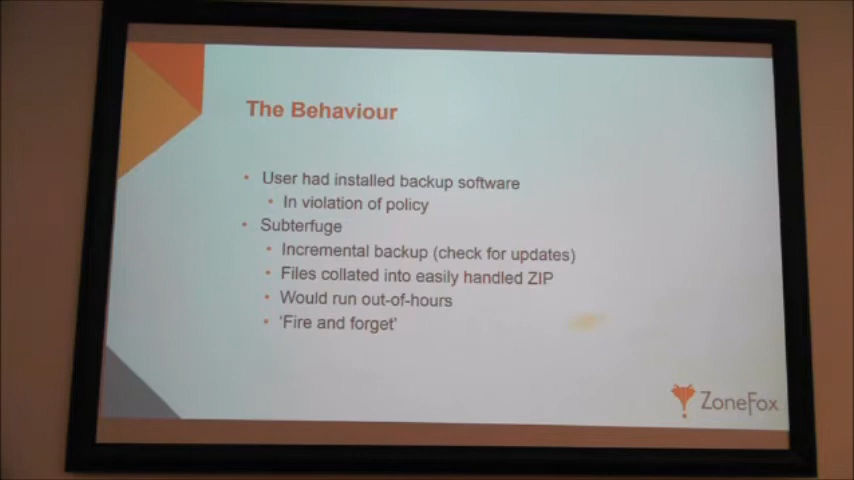 The Behaviour
• User had installed backup software
• In violation of policy
• Subterfuge
• Incremental backup (check for updates)
• Files collated into easily handled ZIP
• Would run out-of-hours
• 'Fire and forget'
ZoneFox